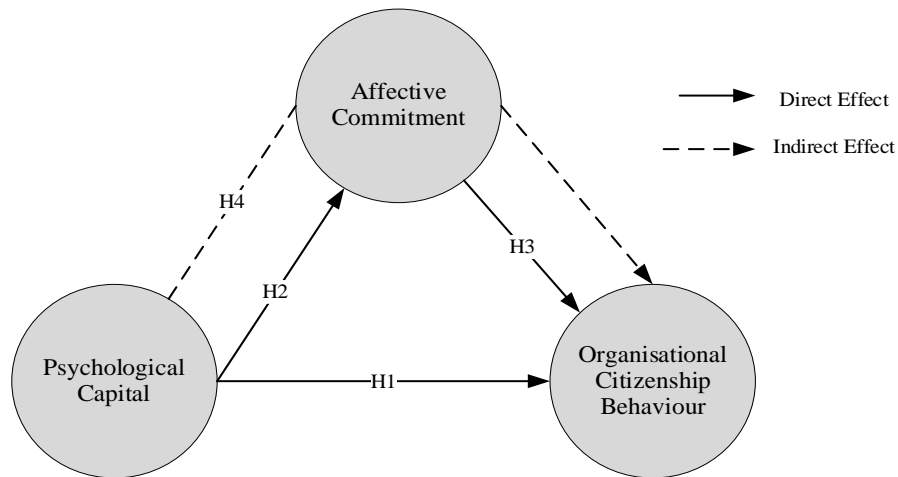 Affective
Commitment
Direct Effect
Indirect Effect
H4
H3
H2
Psychological
Capital
H1
Organisational
Citizenship
Behaviour